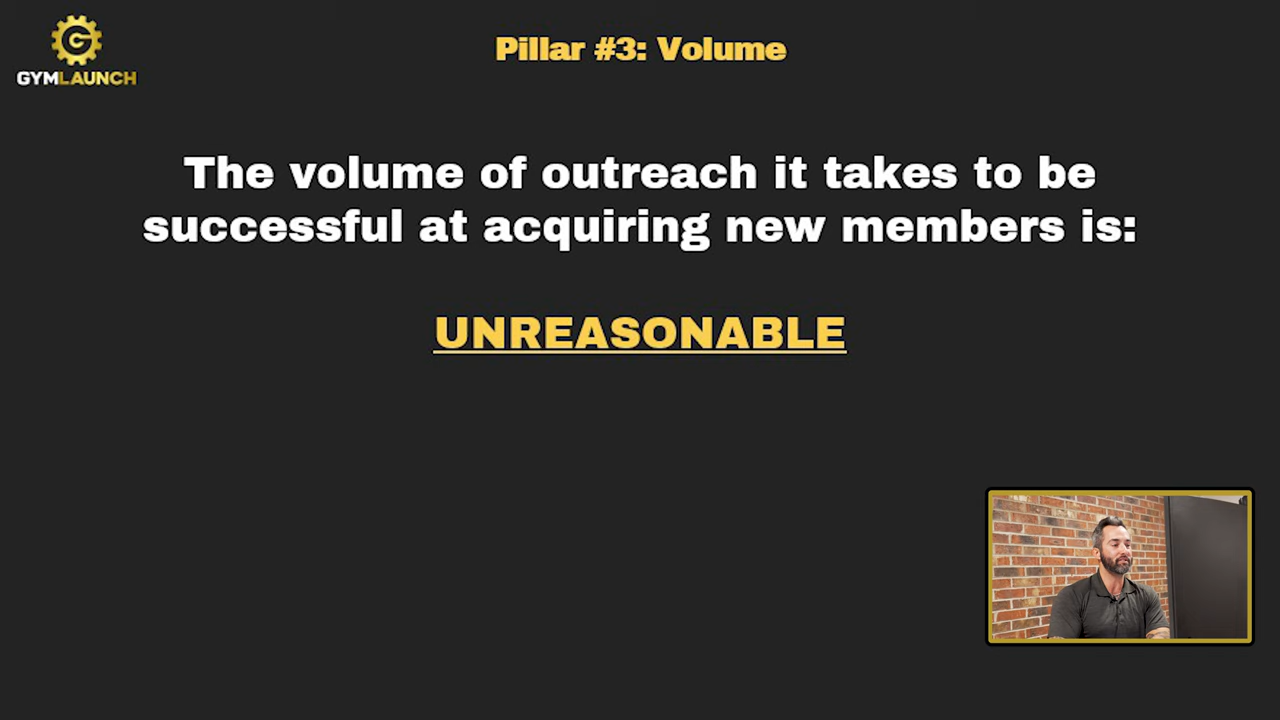 GYMLAUNCH
Pillar #3: Volume
The volume of outreach it takes to be
successful at acquiring new members is:
UNREASONABLE